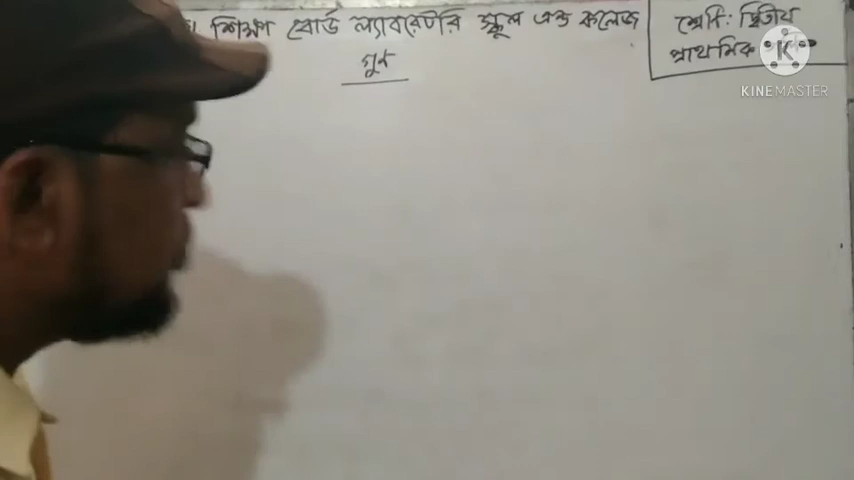 শিক্ষা বোর্ড ল্যাবরেটরি স্কুল এন্ড কলেজ
গুণ
শ্রেণি: দ্বিতীয়
প্রাথমিক
K
KINEMASTER